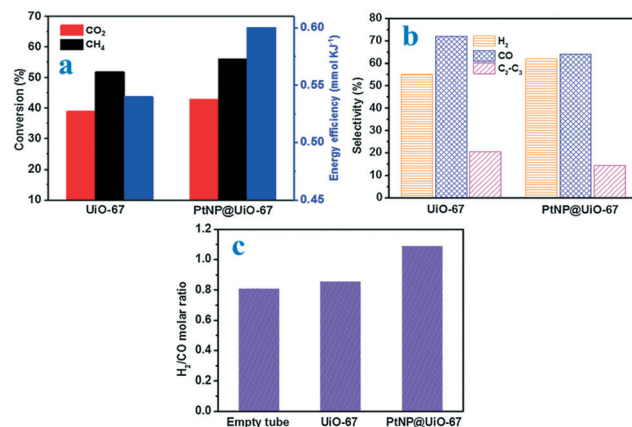 a
CO2
CH4
Conversion (%)
70
60
50
40
30
20
10
Energy efficiency (mmol KJ-1)
0.60
0.55
0.50
0.45
UiO-67
PtNP@UiO-67
b
H2
CO
C2-C3
Selectivity (%)
80
70
60
50
40
30
20
10
0
UiO-67
PtNP@UiO-67
c
H2/CO molar ratio
1.2
1.0
0.8
0.6
0.4
0.2
0.0
Empty tube
UiO-67
PtNP@UiO-67